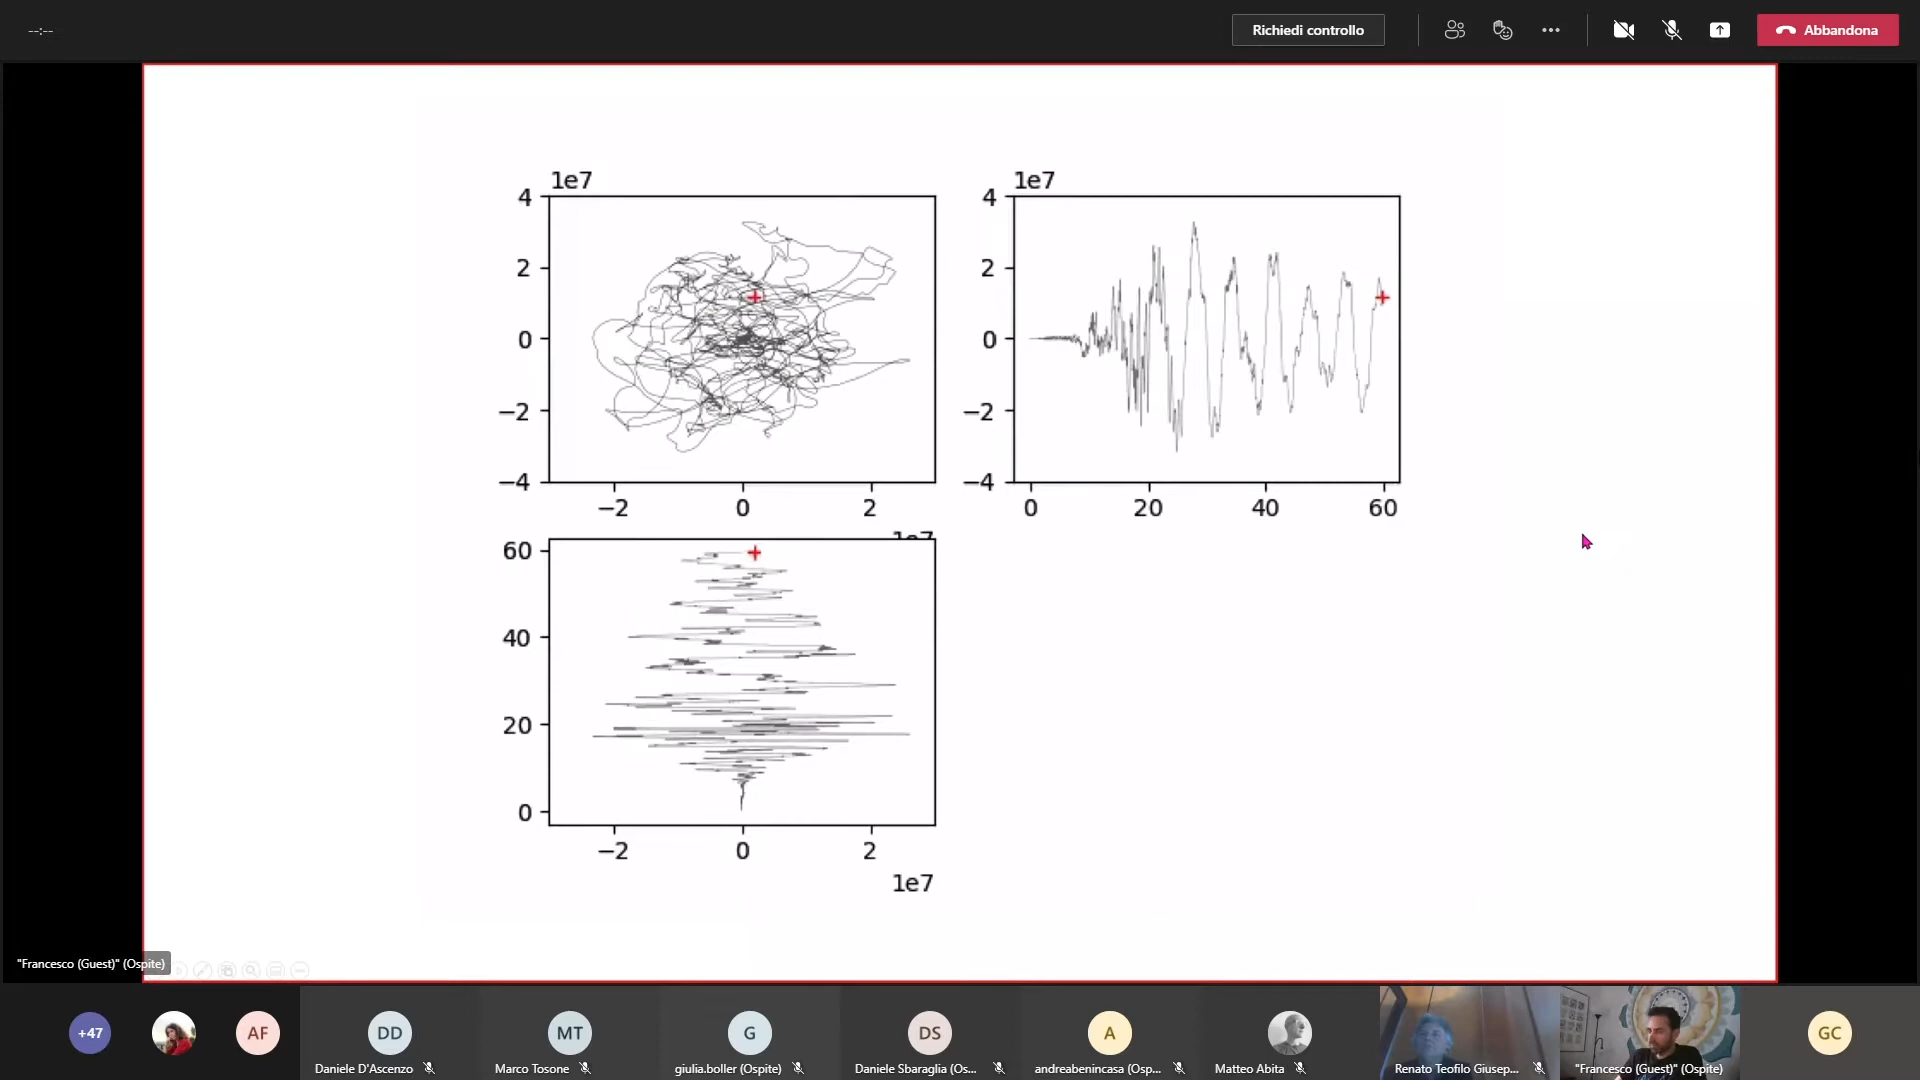 --:--
Richiedi controllo
Abbandona
1e7
4
2
0
−2
−4
−2 0 2
1e7
1e7
4
2
0
−2
−4
0 20 40 60
60
40
20
0
−2 0 2
1e7
"Francesco (Guest)" (Ospite)
+47
AF
DD
Daniele D'Ascenzo
MT
Marco Tosone
G
giulia.boller (Ospite)
DS
Daniele Sbaraglia (Os...
A
andreabenincasa (Osp...
Matteo Abita
Renato Teofilo Giusep...
"Francesco (Guest)" (Ospite)
GC